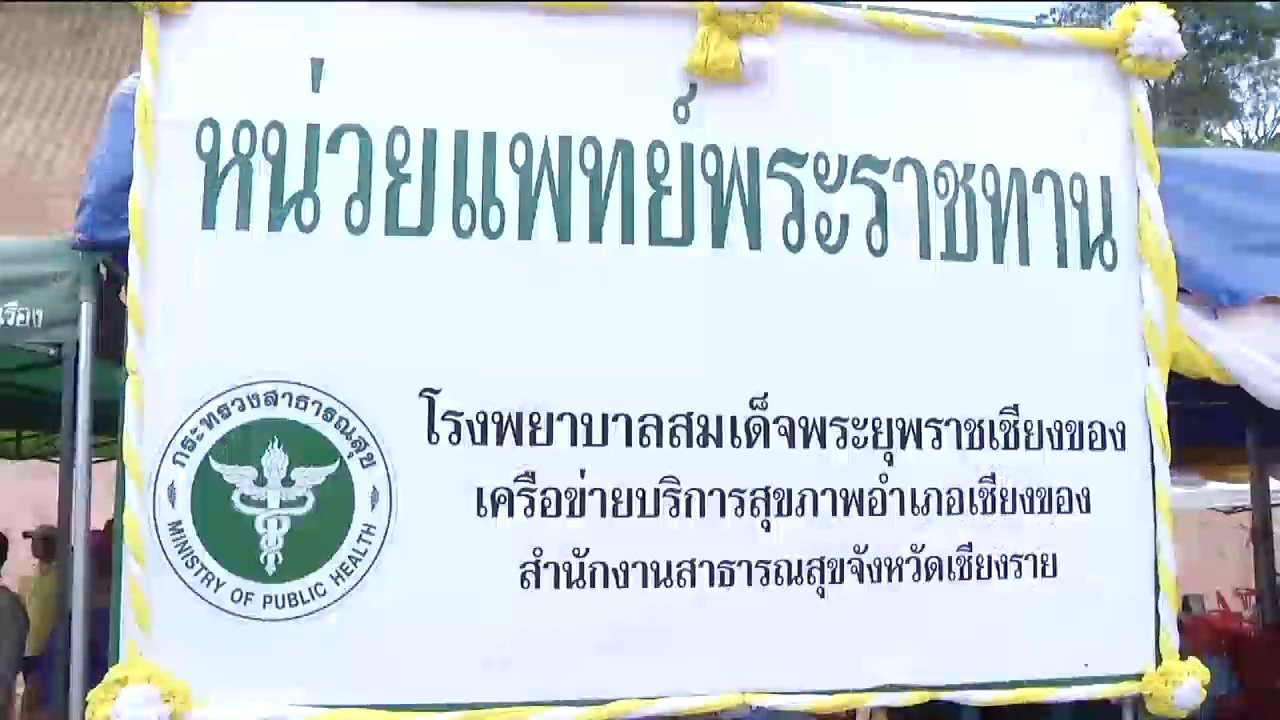 หน่วยแพทย์พระราชทาน
กระทรวงสาธารณสุข
MINISTRY OF PUBLIC HEALTH
โรงพยาบาลสมเด็จพระยุพราชเชียงของ
เครือข่ายบริการสุขภาพอำเภอเชียงของ
สำนักงานสาธารณสุขจังหวัดเชียงราย